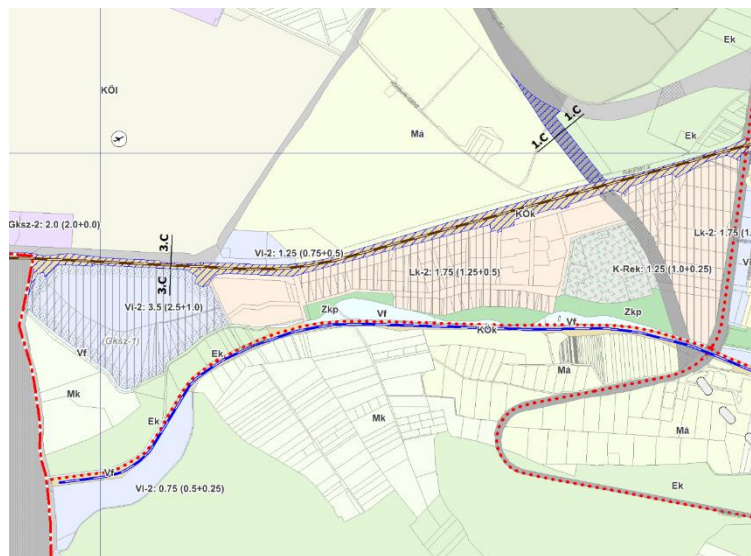 Ek
KÖl
1.C
Má
1.C
Ek
KÖk
Gksz-2: 2.0 (2.0+0.0)
3.C
Vi-2: 1.25 (0.75+0.5)
Lk-2: 1.75 (1.
Lk-2: 1.75 (1.25+0.5)
K-Rek: 1.25 (1.0+0.25)
Vi
3.C
Vi-2: 3.5 (2.5+1.0)
Zkp
Vf
Vf
Zkp
KÖk
(Gksz-1)
Vf
Ek
Má
Mk
Mk
Ek
Má
Vf
Ek
Vi-2: 0.75 (0.5+0.25)